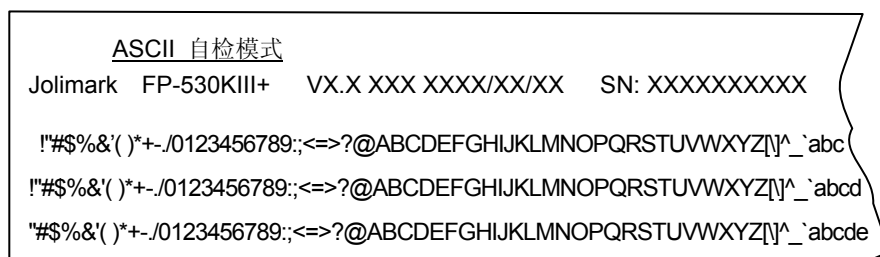 ASCII 自检模式
Jolimark FP-530KIII+ VX.X XXX XXXX/XX/XX SN: XXXXXXXXXX
!"#$%&'( )*+-./0123456789:;<=>?@ABCDEFGHIJKLMNOPQRSTUVWXYZ[\]^_`abc
!"#$%&'( )*+-./0123456789:;<=>?@ABCDEFGHIJKLMNOPQRSTUVWXYZ[\]^_`abcd
"#$%&'( )*+-./0123456789:;<=>?@ABCDEFGHIJKLMNOPQRSTUVWXYZ[\]^_`abcde